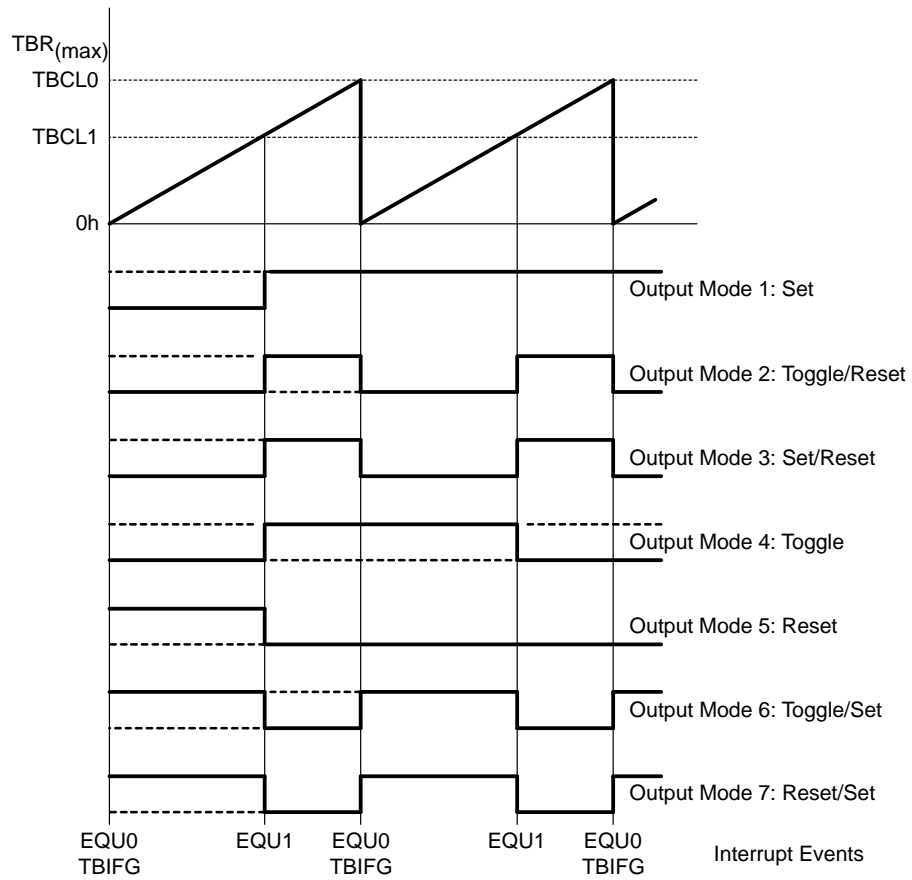 TBR(max)
TBCL0
TBCL1
0h
Output Mode 1: Set
Output Mode 2: Toggle/Reset
Output Mode 3: Set/Reset
Output Mode 4: Toggle
Output Mode 5: Reset
Output Mode 6: Toggle/Set
Output Mode 7: Reset/Set
EQU0 EQU1 EQU0 EQU1 EQU0
TBIFG TBIFG TBIFG Interrupt Events